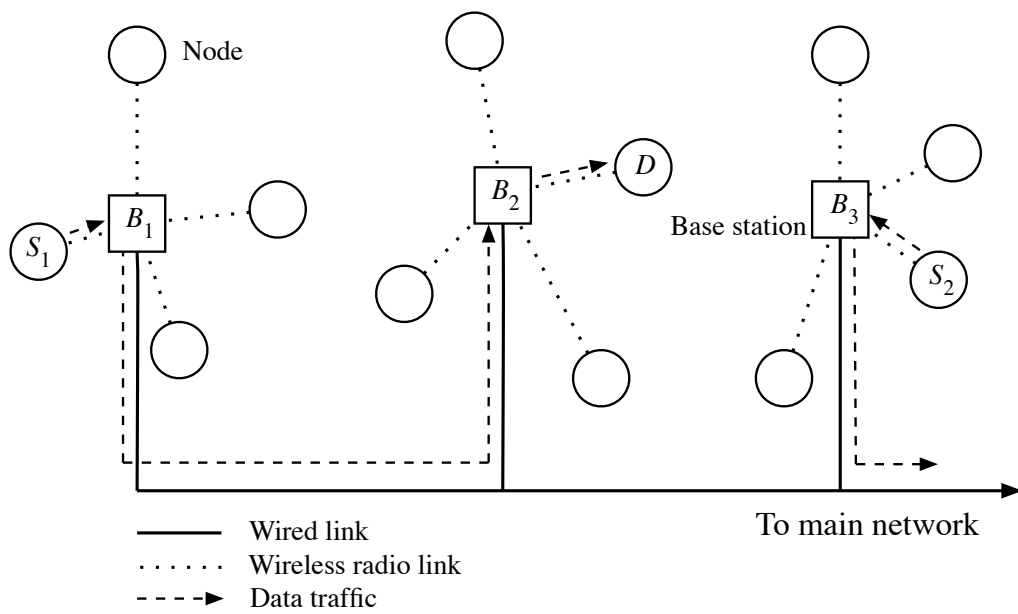 Node
D
B2
B1
B3
Base station
S1
S2
To main network
Wired link
Wireless radio link
Data traffic